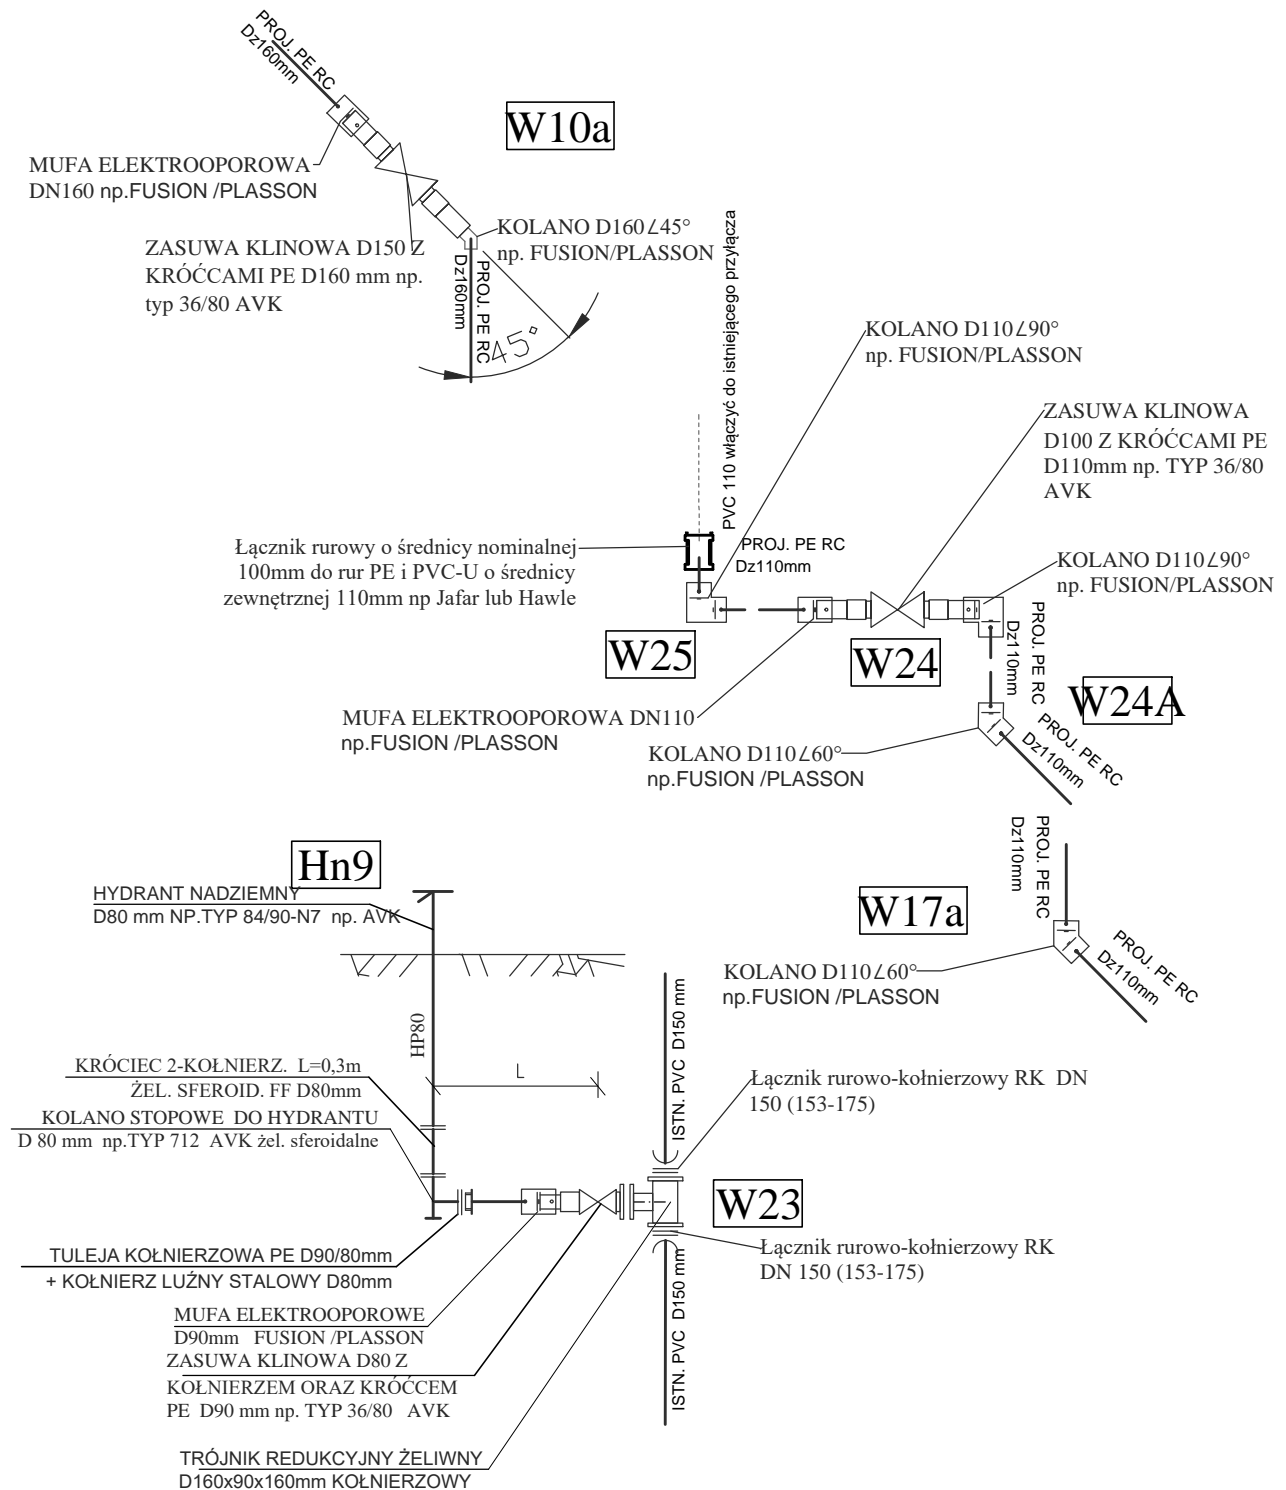 PROJ. PE RC
Dz160mm
W10a
MUFA ELEKTROOPOROWA
DN160 np.FUSION /PLASSON
KOLANO D160∠45°
np. FUSION/PLASSON
ZASUWA KLINOWA D150 Z
KRÓĆCAMI PE D160 mm np.
typ 36/80 AVK
PROJ. PE RC
Dz160mm
45°
PVC 110 włączyć do istniejącego przyłącza
KOLANO D110∠90°
np. FUSION/PLASSON
ZASUWA KLINOWA
D100 Z KRÓĆCAMI PE
D110mm np. TYP 36/80
AVK
Łącznik rurowy o średnicy nominalnej
100mm do rur PE i PVC-U o średnicy
zewnętrznej 110mm np Jafar lub Hawle
PROJ. PE RC
Dz110mm
KOLANO D110∠90°
np. FUSION/PLASSON
W25
W24
PROJ. PE RC
Dz110mm
W24A
MUFA ELEKTROOPOROWA DN110
np.FUSION /PLASSON
KOLANO D110∠60°
np.FUSION /PLASSON
PROJ. PE RC
Dz110mm
PROJ. PE RC
Dz110mm
Hn9
HYDRANT NADZIEMNY
D80 mm NP.TYP 84/90-N7 np. AVK
W17a
KOLANO D110∠60°
np.FUSION /PLASSON
PROJ. PE RC
Dz110mm
HP80
L
ISTN. PVC D150 mm
KRÓCIEC 2-KOŁNIERZ. L=0,3m
ŻEL. SFEROID. FF D80mm
Łącznik rurowo-kołnierzowy RK DN
150 (153-175)
KOLANO STOPOWE DO HYDRANTU
D 80 mm np.TYP 712 AVK żel. sferoidalne
W23
TULEJA KOŁNIERZOWA PE D90/80mm
+ KOŁNIERZ LUŹNY STALOWY D80mm
Łącznik rurowo-kołnierzowy RK
DN 150 (153-175)
ISTN. PVC D150 mm
MUFA ELEKTROOPOROWE
D90mm FUSION /PLASSON
ZASUWA KLINOWA D80 Z
KOŁNIERZEM ORAZ KRÓĆCEM
PE D90 mm np. TYP 36/80 AVK
TRÓJNIK REDUKCYJNY ŻELIWNY
D160x90x160mm KOŁNIERZOWY